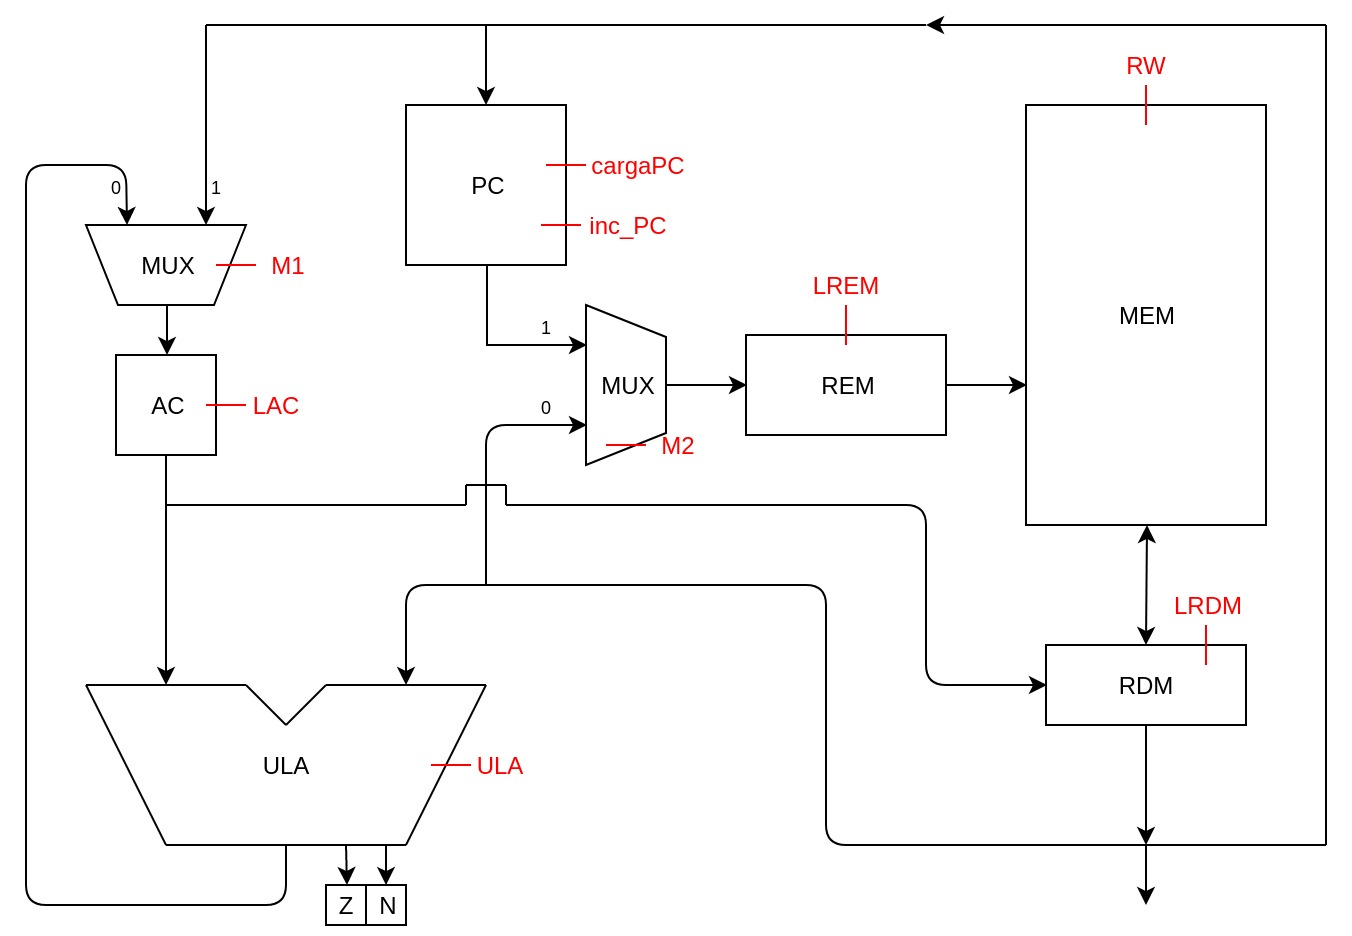 RW
cargaPC
PC
0
1
inc_PC
MUX
M1
LREM
MEM
1
MUX
REM
AC
LAC
0
M2
LRDM
RDM
ULA
ULA
Z
N